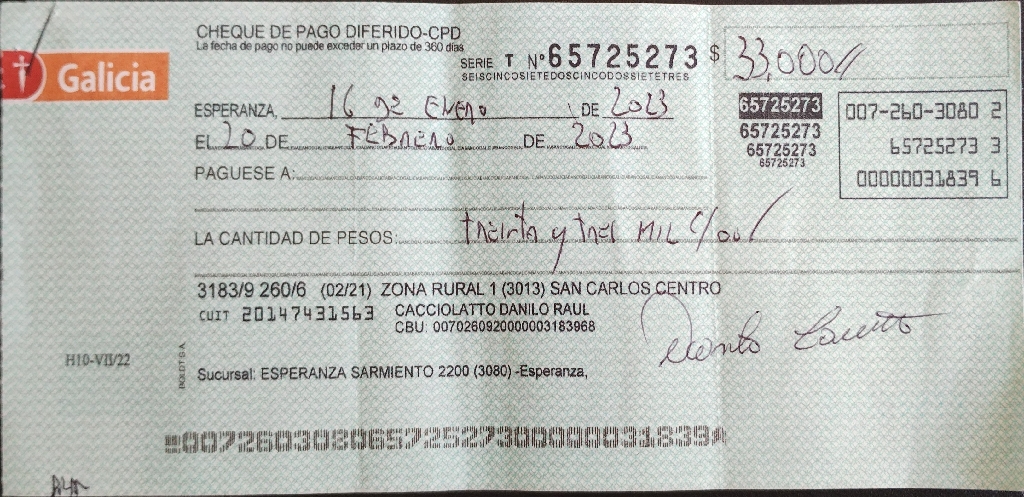 CHEQUE DE PAGO DIFERIDO-CPD
La fecha de pago no puede exceder un plazo de 360 días
Galicia
SERIE T Nº 65725273 $ 33,000//
SEISCINCOSIETEDOSCINCODOSSIETETRES
ESPERANZA, 16 DE ENERO DE 2023
EL 20 DE FEBRERO DE 2023
65725273
65725273
65725273
65725273
007-260-3080 2
65725273 3
00000031839 6
PAGUESE A:
LA CANTIDAD DE PESOS: treinta y tres MIL c/00/
3183/9 260/6 (02/21) ZONA RURAL 1 (3013) SAN CARLOS CENTRO
CUIT 20147431563 CACCIOLATTO DANILO RAUL
CBU: 0070260920000003183968
H10-VII/22
BOLDT S.A.
Sucursal: ESPERANZA SARMIENTO 2200 (3080) -Esperanza,
00726030806572527300000031839